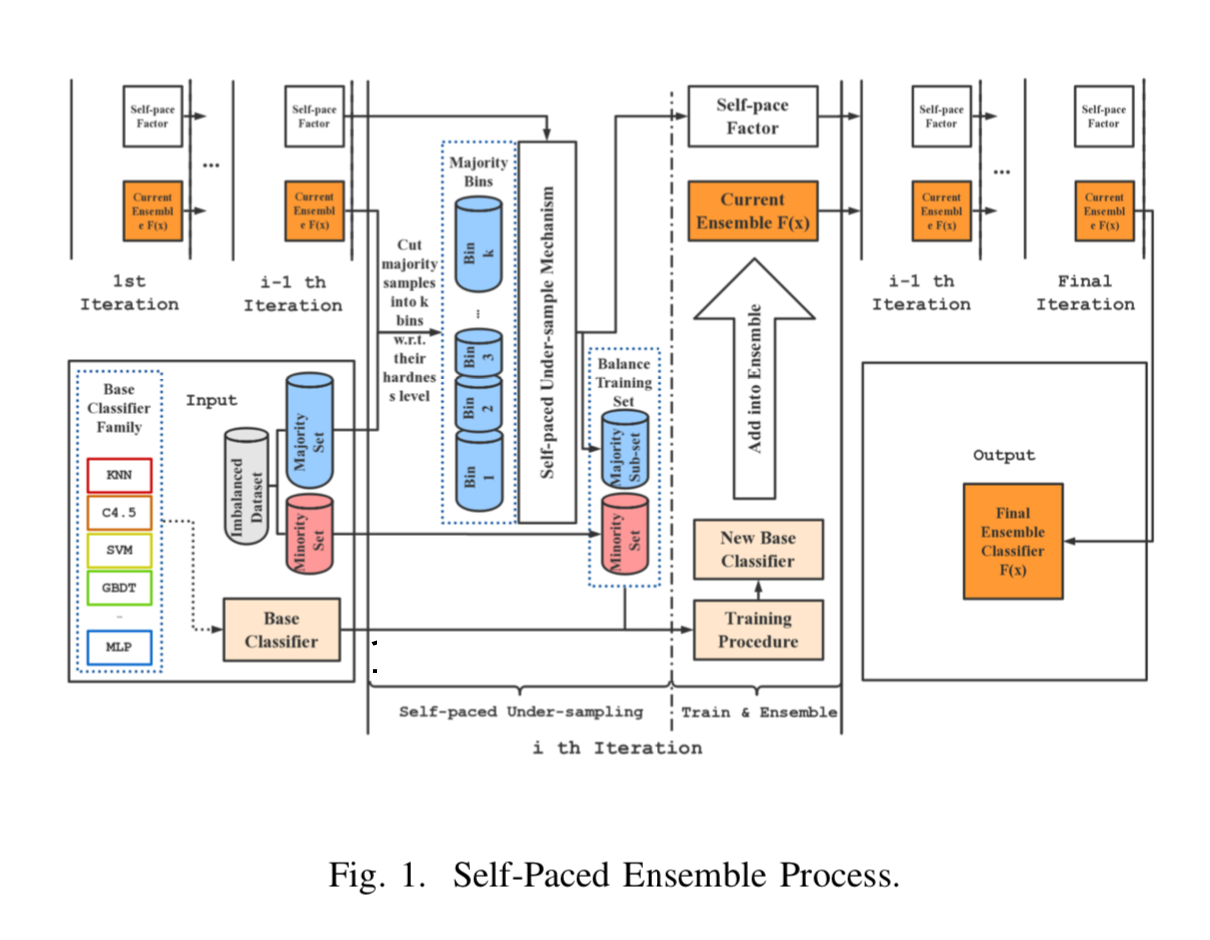 Self-pace
Factor
Current
Ensembl
e F(x)
...
1st
Iteration
Self-pace
Factor
Current
Ensembl
e F(x)
i-1 th
Iteration
Cut
majority
samples
into k
bins
w.r.t.
their
hardnes
s level
Majority
Bins
Bin
k
...
Bin
3
Bin
2
Bin
1
Self-paced Under-sample Mechanism
Balance
Training
Set
Majority
Sub-set
Minority
Set
Self-pace
Factor
Current
Ensemble F(x)
Add into Ensemble
New Base
Classifier
Training
Procedure
Self-pace
Factor
Current
Ensembl
e F(x)
...
i-1 th
Iteration
Self-pace
Factor
Current
Ensembl
e F(x)
Final
Iteration
Base
Classifier
Family
KNN
C4.5
SVM
GBDT
...
MLP
Input
Imbalanced
Dataset
Majority
Set
Minority
Set
Base
Classifier
Output
Final
Ensemble
Classifier
F(x)
Self-paced Under-sampling
Train & Ensemble
i th Iteration
Fig. 1. Self-Paced Ensemble Process.